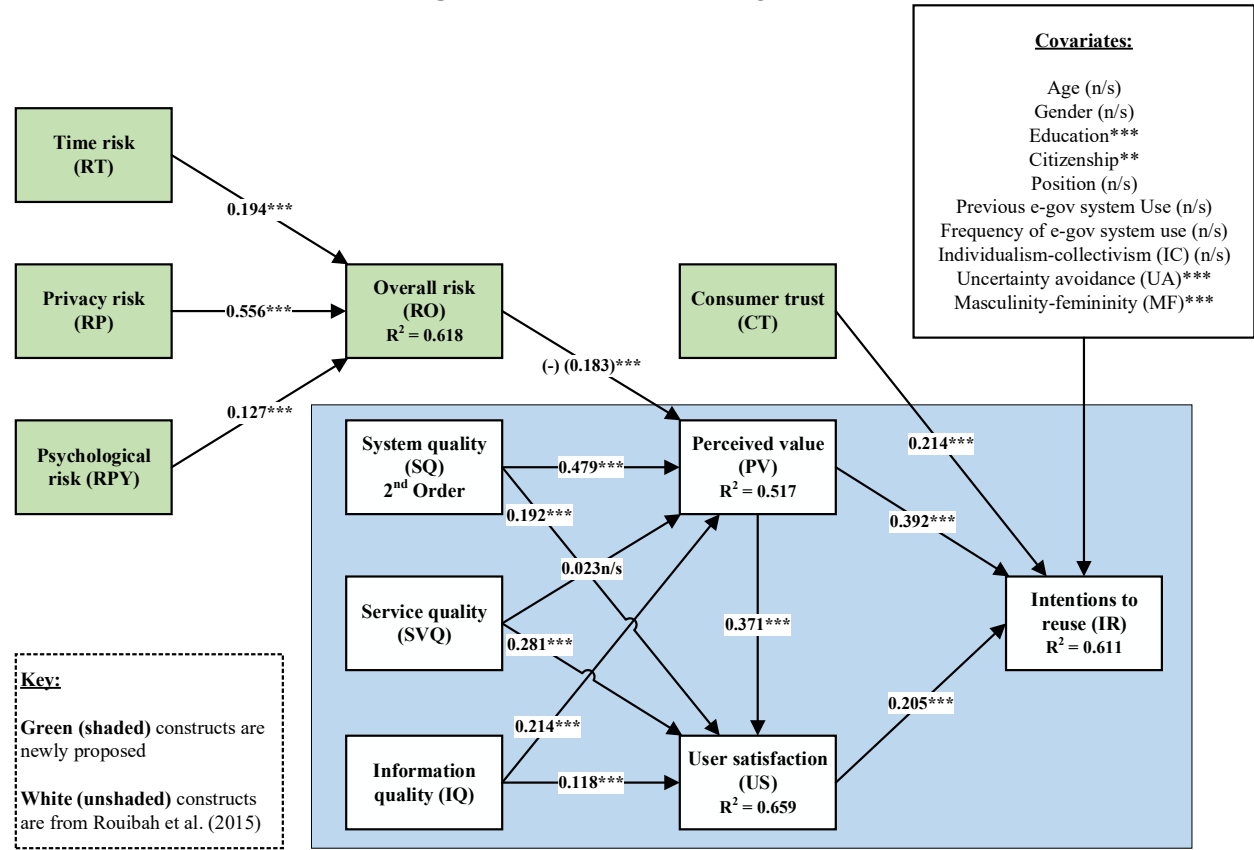 Covariates:
Age (n/s)
Gender (n/s)
Education***
Citizenship**
Position (n/s)
Previous e-gov system Use (n/s)
Frequency of e-gov system use (n/s)
Individualism-collectivism (IC) (n/s)
Uncertainty avoidance (UA)***
Masculinity-femininity (MF)***
Time risk
(RT)
0.194***
Privacy risk
(RP)
0.556***
Overall risk
(RO)
R² = 0.618
Consumer trust
(CT)
(-) (0.183)***
0.127***
Psychological
risk (RPY)
System quality
(SQ)
2nd Order
0.479***
0.192***
Perceived value
(PV)
R² = 0.517
0.214***
0.392***
0.023n/s
Service quality
(SVQ)
0.281***
0.371***
Intentions to
reuse (IR)
R² = 0.611
0.214***
0.205***
Information
quality (IQ)
0.118***
User satisfaction
(US)
R² = 0.659
Key:
Green (shaded) constructs are
newly proposed
White (unshaded) constructs
are from Rouibah et al. (2015)